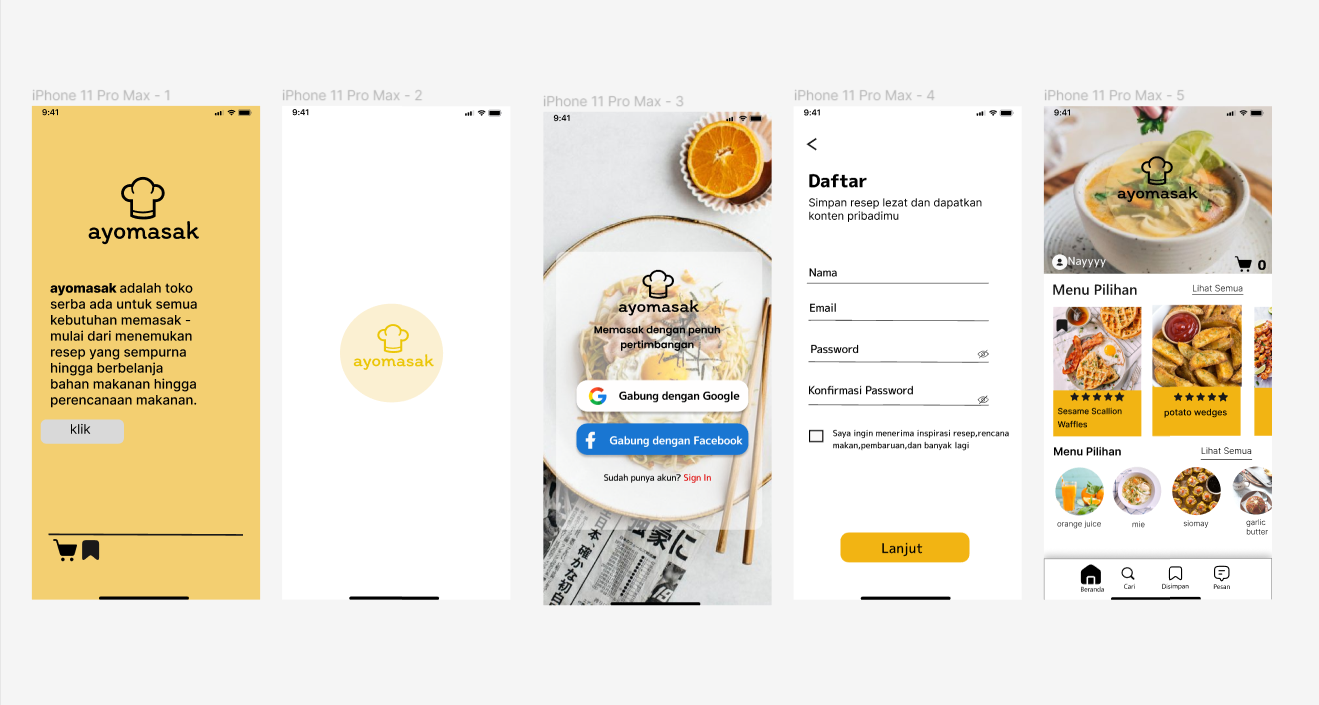 iPhone 11 Pro Max - 1
9:41
ayomasak
ayomasak adalah toko
serba ada untuk semua
kebutuhan memasak -
mulai dari menemukan
resep yang sempurna
hingga berbelanja
bahan makanan hingga
perencanaan makanan.
klik
iPhone 11 Pro Max - 2
9:41
ayomasak
iPhone 11 Pro Max - 3
9:41
ayomasak
Memasak dengan penuh
pertimbangan
Gabung dengan Google
Gabung dengan Facebook
Sudah punya akun? Sign In
iPhone 11 Pro Max - 4
9:41
Daftar
Simpan resep lezat dan dapatkan
konten pribadimu
Nama
Email
Password
Konfirmasi Password
Saya ingin menerima inspirasi resep,rencana
makan,pembaruan,dan banyak lagi
Lanjut
iPhone 11 Pro Max - 5
9:41
ayomasak
Nayyyy
0
Menu Pilihan
Lihat Semua
Sesame Scallion
Waffles
potato wedges
Menu Pilihan
Lihat Semua
orange juice
mie
siomay
garlic
butter
Beranda
Cari
Disimpan
Pesan